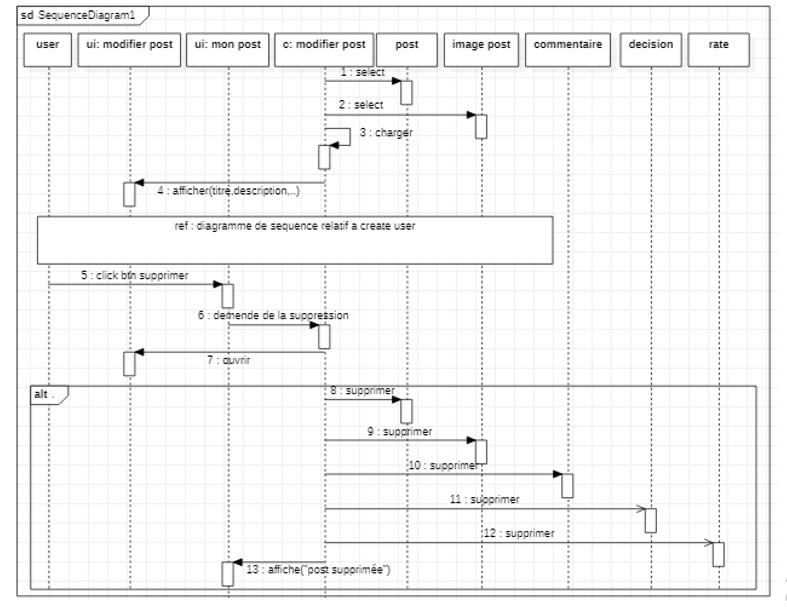 sd SequenceDiagram1
user
ui: modifier post
ui: mon post
c: modifier post
post
image post
commentaire
decision
rate
1 : select
2 : select
3 : charger
4 : afficher(titre,description,..)
ref : diagramme de sequence relatif a create user
5 : click btn supprimer
6 : demende de la suppression
7 : ouvrir
alt .
8 : supprimer
9 : supprimer
10 : supprimer
11 : supprimer
12 : supprimer
13 : affiche("post supprimée")